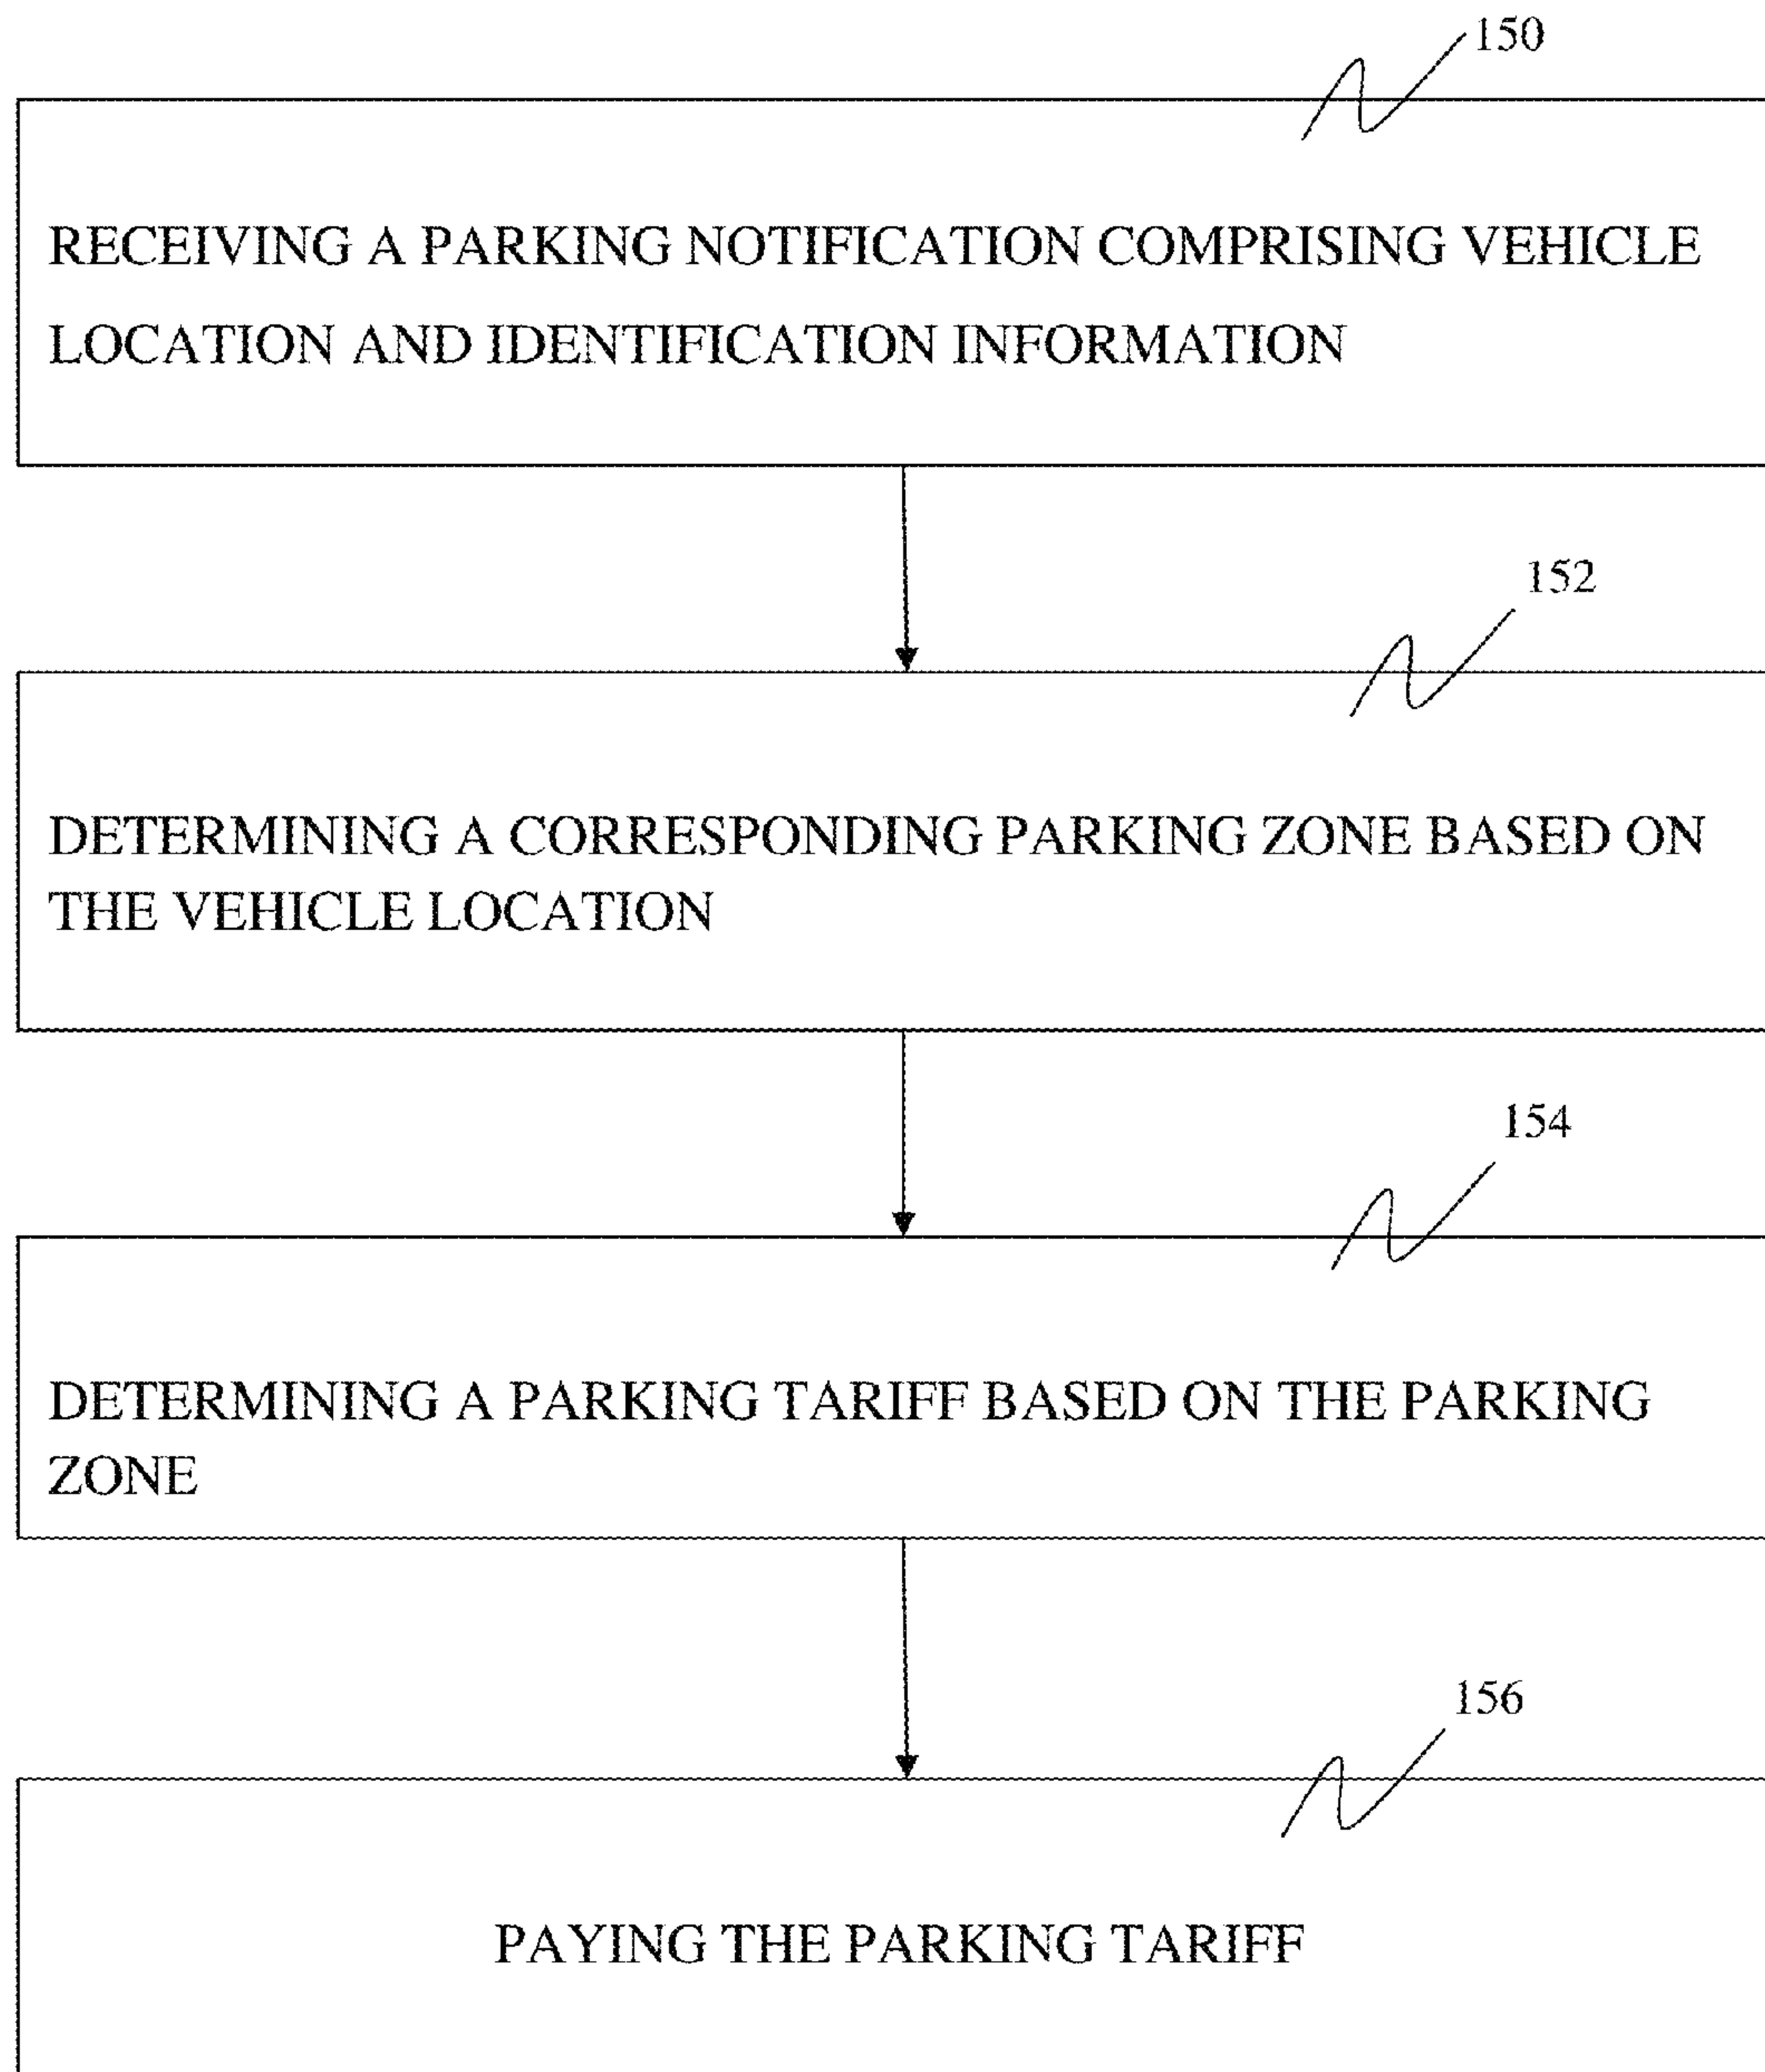 150
RECEIVING A PARKING NOTIFICATION COMPRISING VEHICLE
LOCATION AND IDENTIFICATION INFORMATION
152
DETERMINING A CORRESPONDING PARKING ZONE BASED ON
THE VEHICLE LOCATION
154
DETERMINING A PARKING TARIFF BASED ON THE PARKING
ZONE
156
PAYING THE PARKING TARIFF